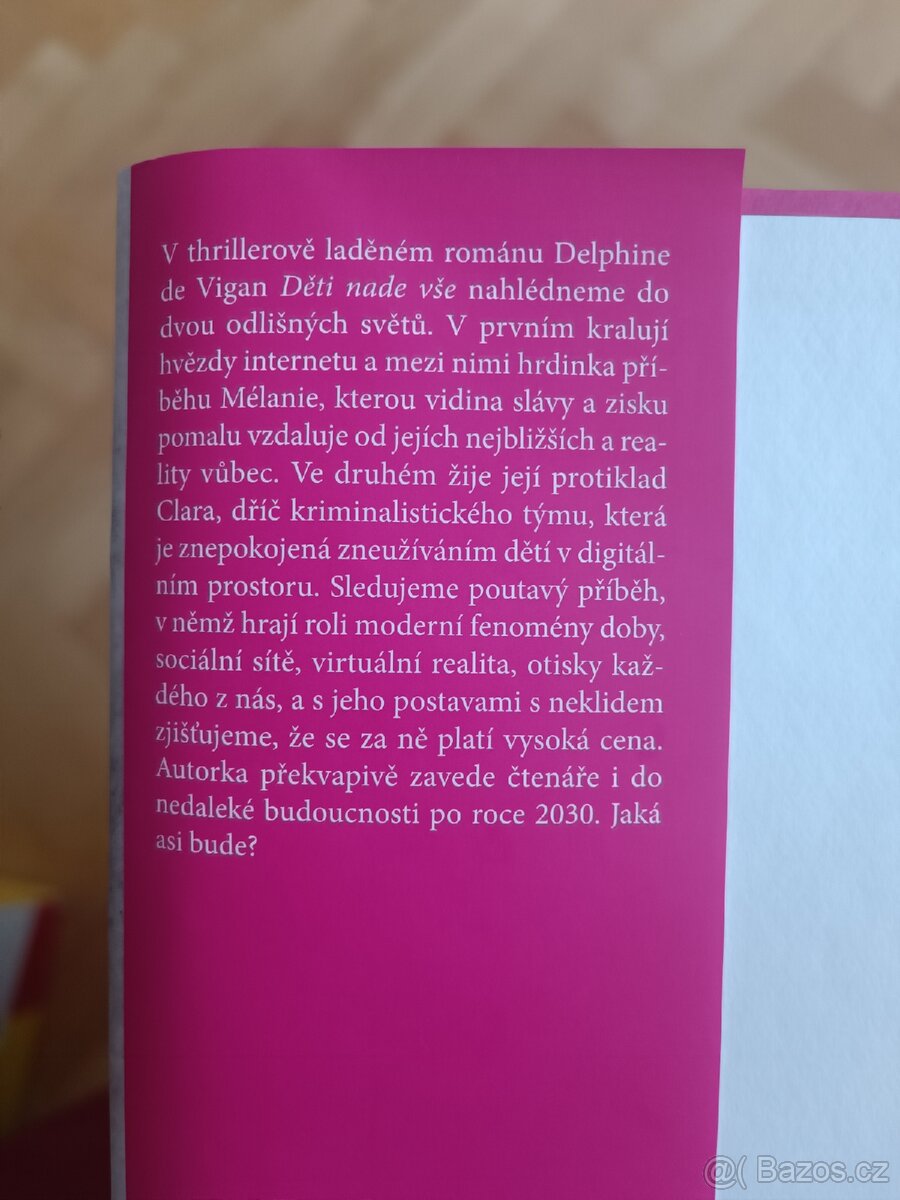 V thrillerově laděném románu Delphine
de Vigan Děti nade vše nahlédneme do
dvou odlišných světů. V prvním kralují
hvězdy internetu a mezi nimi hrdinka pří-
běhu Mélanie, kterou vidina slávy a zisku
pomalu vzdaluje od jejích nejbližších a rea-
lity vůbec. Ve druhém žije její protiklad
Clara, dříč kriminalistického týmu, která
je znepokojená zneužíváním dětí v digitál-
ním prostoru. Sledujeme poutavý příběh,
v němž hrají roli moderní fenomény doby,
sociální sítě, virtuální realita, otisky kaž-
dého z nás, a s jeho postavami s neklidem
zjišťujeme, že se za ně platí vysoká cena.
Autorka překvapivě zavede čtenáře i do
nedaleké budoucnosti po roce 2030. Jaká
asi bude?
@( Bazos.cz